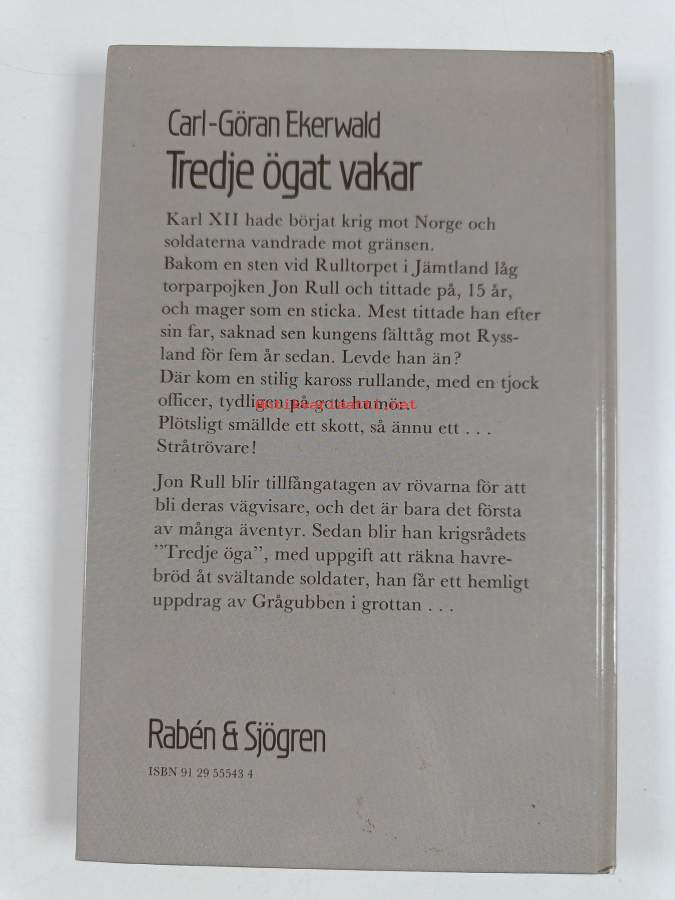 Carl-Göran Ekerwald
Tredje ögat vakar
Karl XII hade börjat krig mot Norge och
soldaterna vandrade mot gränsen.
Bakom en sten vid Rulltorpet i Jämtland låg
torparpojken Jon Rull och tittade på, 15 år,
och mager som en sticka. Mest tittade han efter
sin far, saknad sen kungens fälttåg mot Ryss-
land för fem år sedan. Levde han än?
Där kom en stilig kaross rullande, med en tjock
officer, tydligen på gott humör.
Plötsligt smällde ett skott, så ännu ett . . .
Stråtrövare!
Jon Rull blir tillfångatagen av rövarna för att
bli deras vägvisare, och det är bara det första
av många äventyr. Sedan blir han krigsrådets
”Tredje öga”, med uppgift att räkna havre-
bröd åt svältande soldater, han får ett hemligt
uppdrag av Grågubben i grottan . . .
Rabén & Sjögren
ISBN 91 29 55543 4